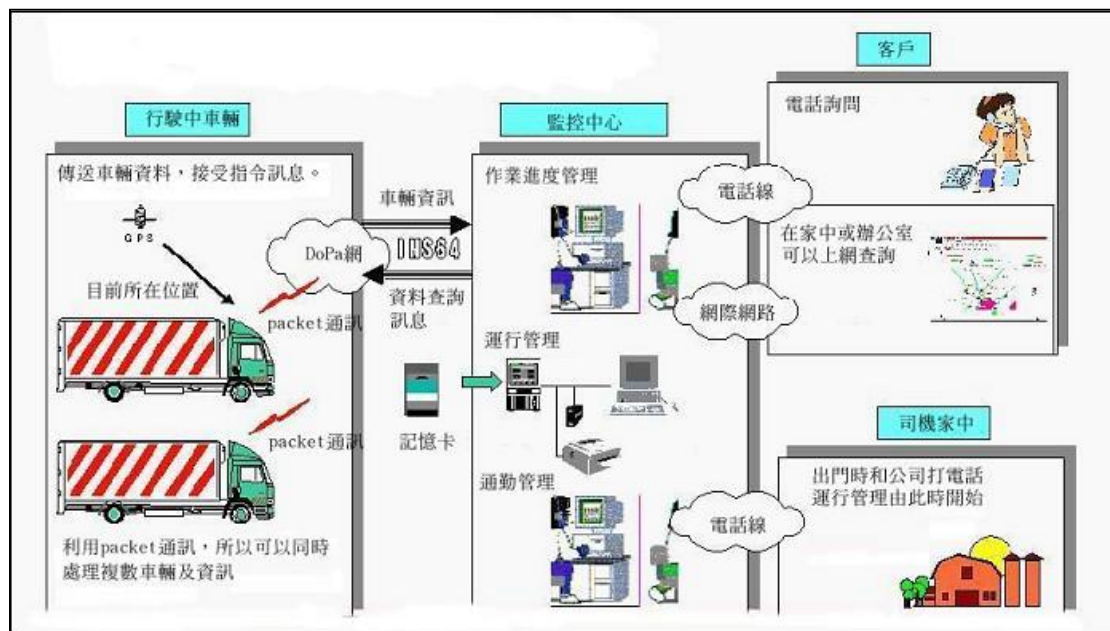 行駛中車輛
傳送車輛資料，接受指令訊息。
GPS
目前所在位置
packet通訊
packet通訊
利用packet通訊，所以可以同時
處理複數車輛及資訊
DoPa網
車輛資訊
INS64
資料查詢
訊息
記憶卡
監控中心
作業進度管理
運行管理
通勤管理
電話線
網際網路
電話線
客戶
電話詢問
在家中或辦公室
可以上網查詢
司機家中
出門時和公司打電話
運行管理由此時開始